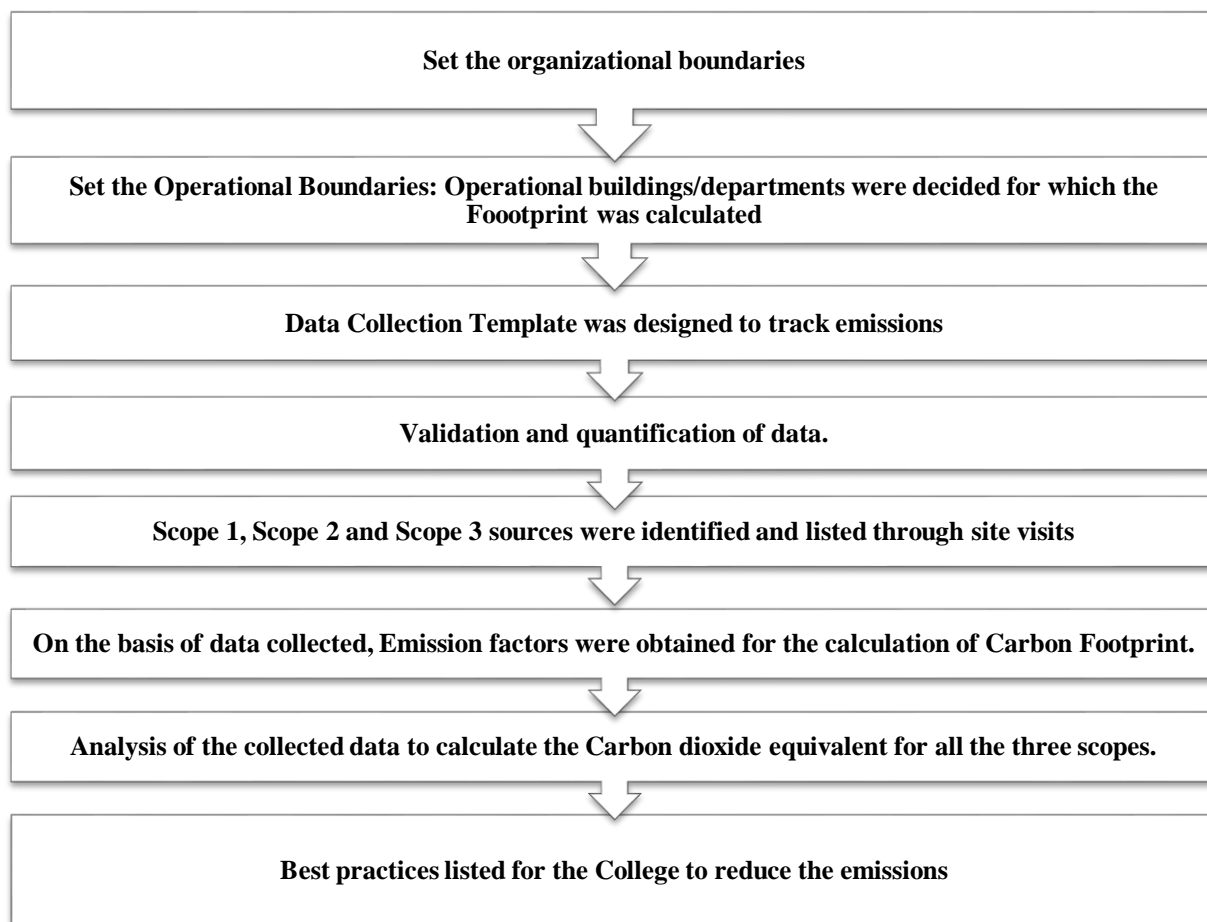 Set the organizational boundaries
Set the Operational Boundaries: Operational buildings/departments were decided for which the
Foootprint was calculated
Data Collection Template was designed to track emissions
Validation and quantification of data.
Scope 1, Scope 2 and Scope 3 sources were identified and listed through site visits
On the basis of data collected, Emission factors were obtained for the calculation of Carbon Footprint.
Analysis of the collected data to calculate the Carbon dioxide equivalent for all the three scopes.
Best practices listed for the College to reduce the emissions